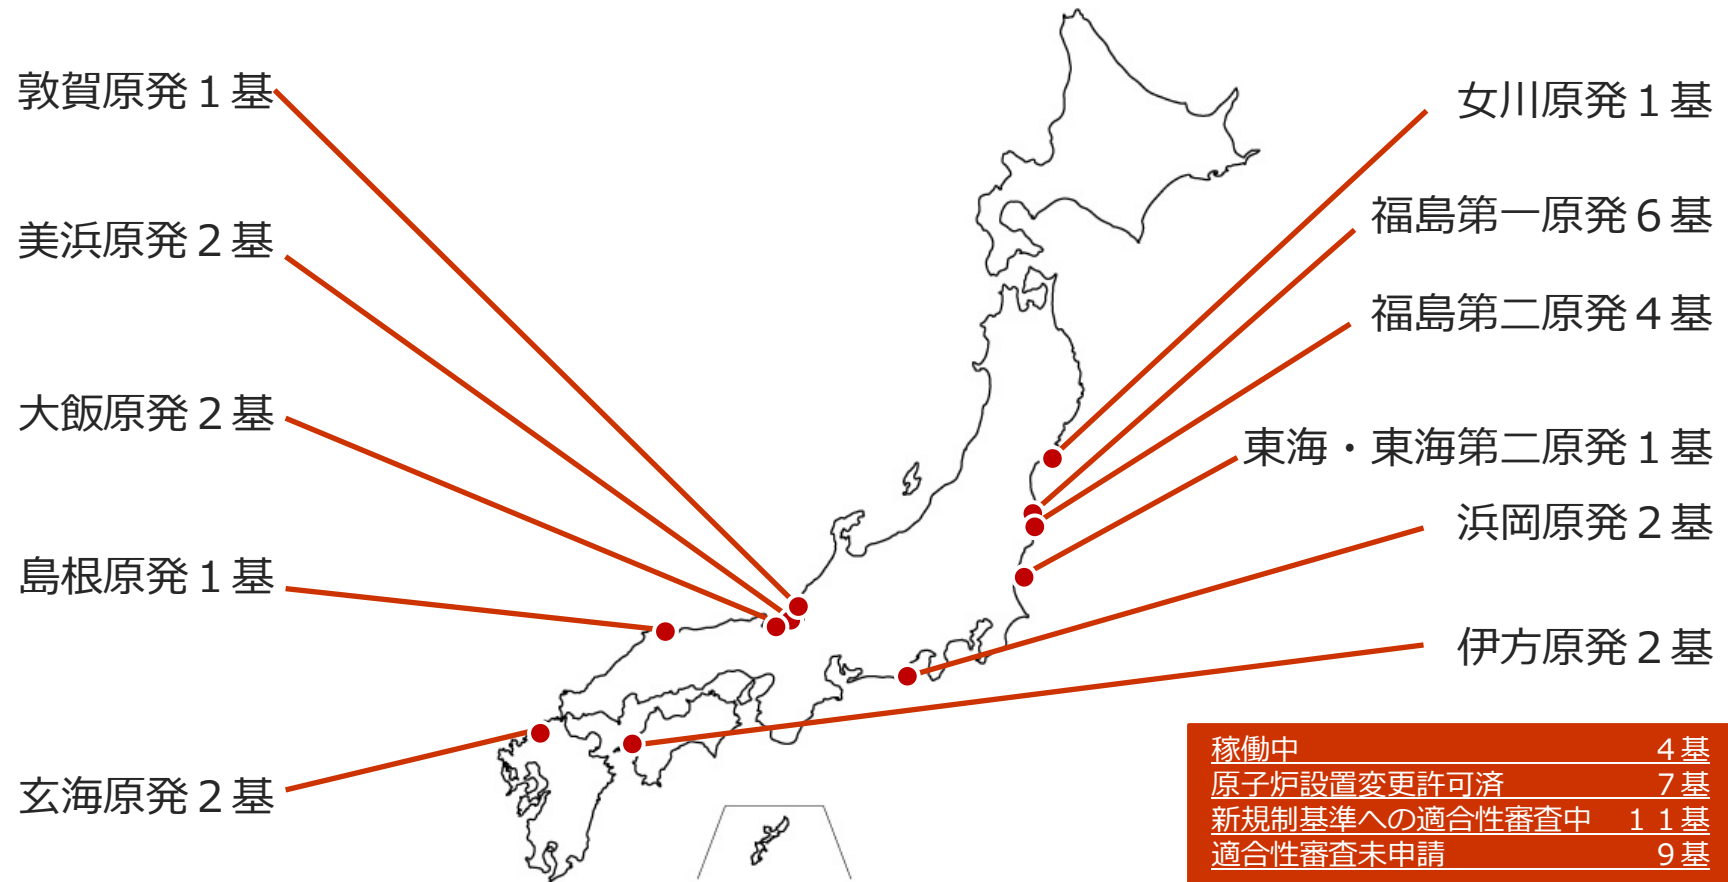 敦賀原発１基
美浜原発２基
大飯原発２基
島根原発１基
玄海原発２基
女川原発１基
福島第一原発６基
福島第二原発４基
東海・東海第二原発１基
浜岡原発２基
伊方原発２基
稼働中 ４基
原子炉設置変更許可済 ７基
新規制基準への適合性審査中 １１基
適合性審査未申請 ９基